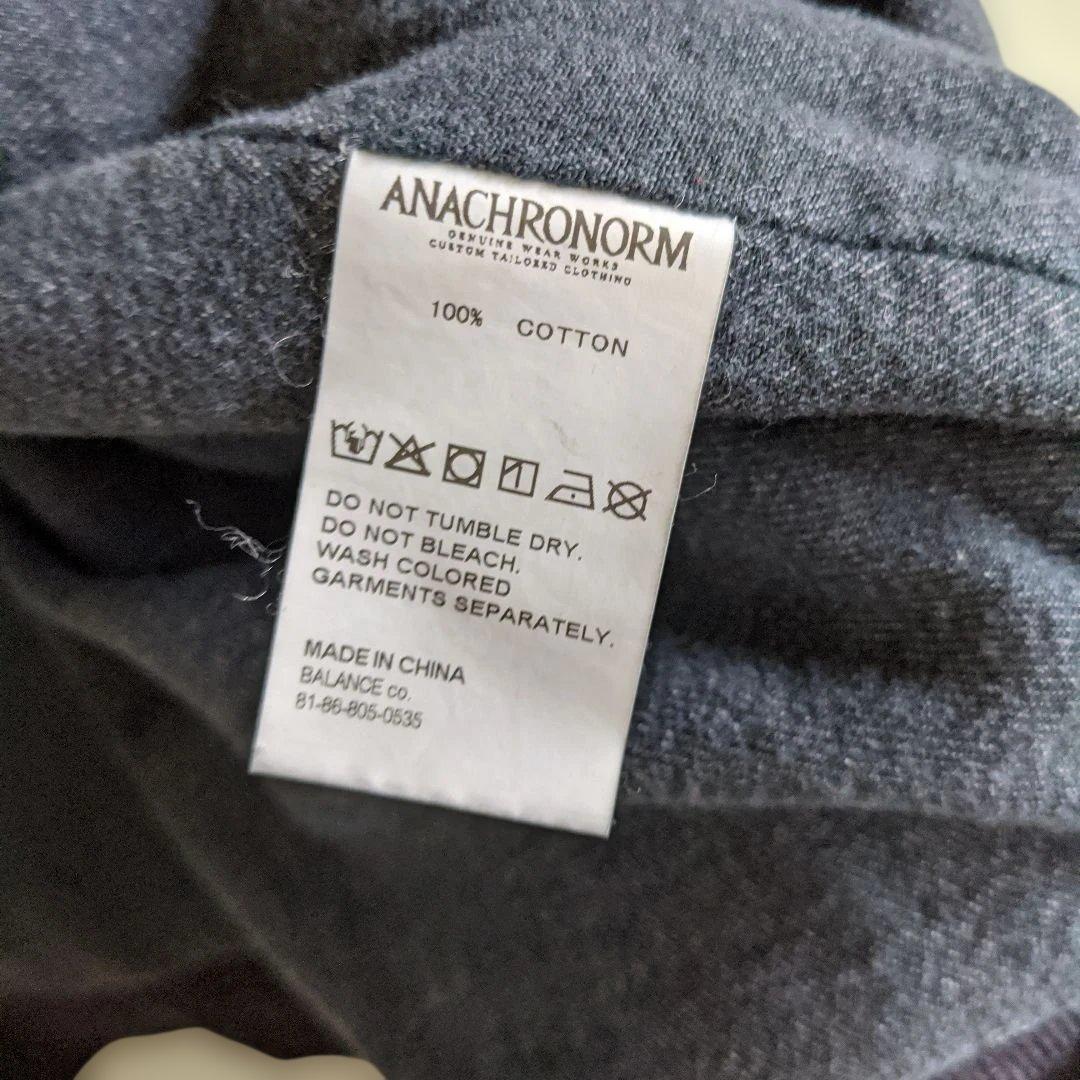 ANACHRONORM
GENUINE WEAR WORKS
CUSTOM TAILORED CLOTHING
100% COTTON
DO NOT TUMBLE DRY.
DO NOT BLEACH.
WASH COLORED
GARMENTS SEPARATELY.
MADE IN CHINA
BALANCE co.
81-86-805-0535